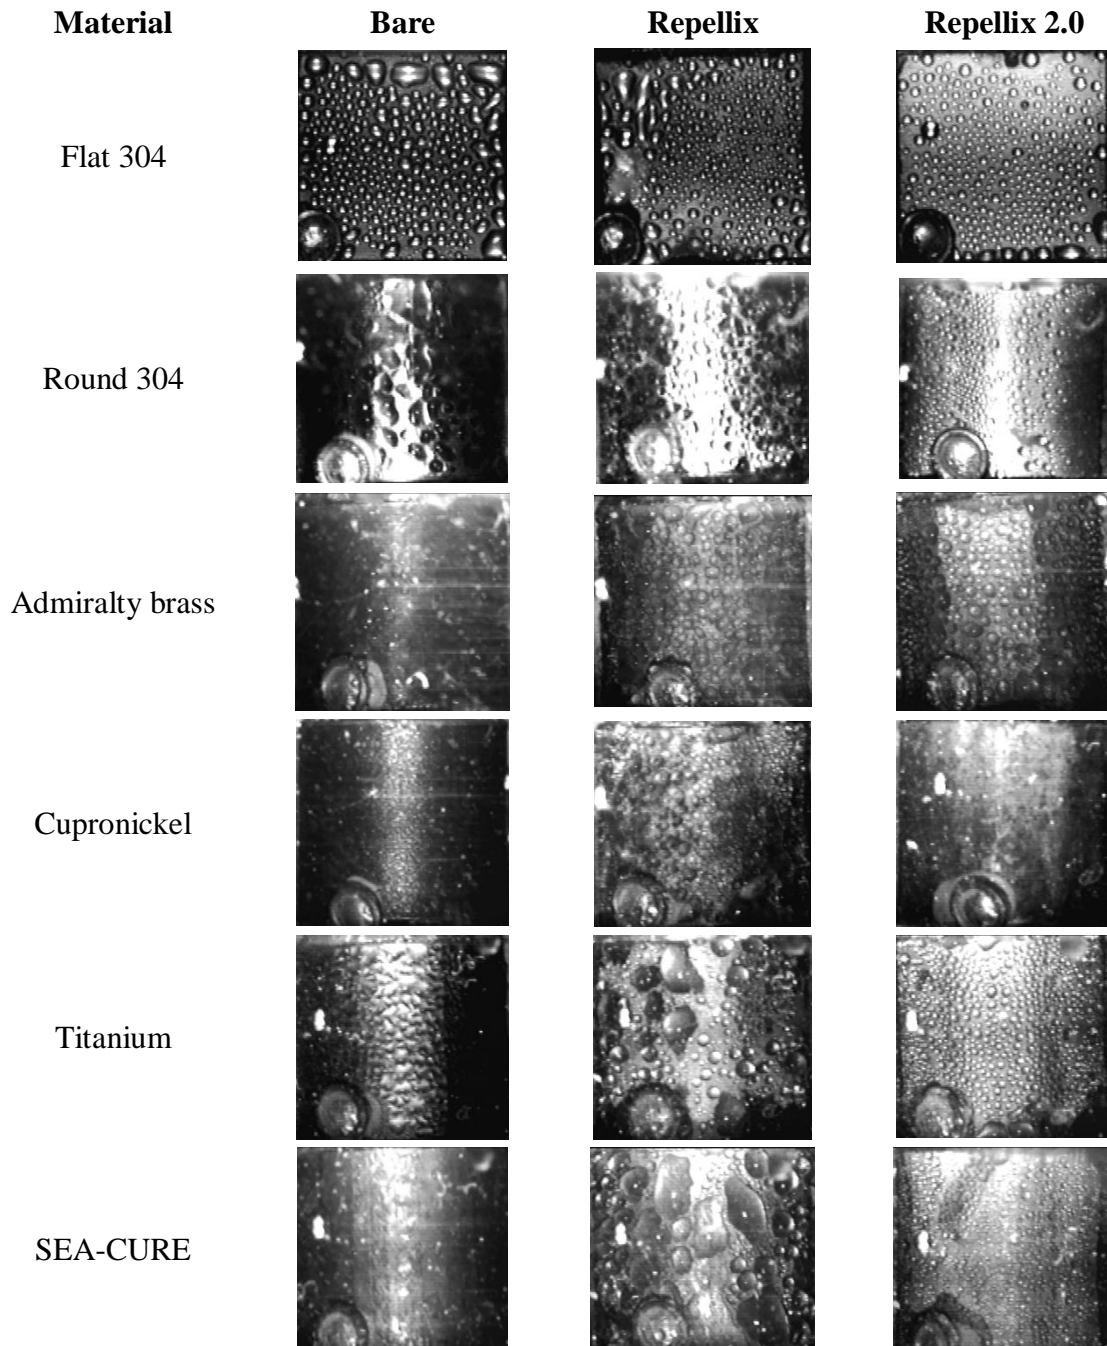 Material Bare Repellix Repellix 2.0
Flat 304
Round 304
Admiralty brass
Cupronickel
Titanium
SEA-CURE